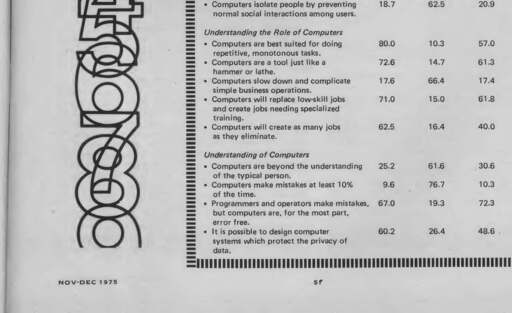 • Computers isolate people by preventing 18.7 62.5 20.9
normal social interactions among users.
Understanding the Role of Computers
• Computers are best suited for doing 80.0 10.3 57.0
repetitive, monotonous tasks.
• Computers are a tool just like a 72.6 14.7 61.3
hammer or lathe.
• Computers slow down and complicate 17.6 66.4 17.4
simple business operations.
• Computers will replace low-skill jobs 71.0 15.0 61.8
and create jobs needing specialized
training.
• Computers will create as many jobs 62.5 16.4 40.0
as they eliminate.
Understanding of Computers
• Computers are beyond the understanding 25.2 61.6 30.6
of the typical person.
• Computers make mistakes at least 10% 9.6 76.7 10.3
of the time.
• Programmers and operators make mistakes, 67.0 19.3 72.3
but computers are, for the most part,
error free.
• It is possible to design computer 60.2 26.4 48.6
systems which protect the privacy of
data.
NOV-DEC 1975